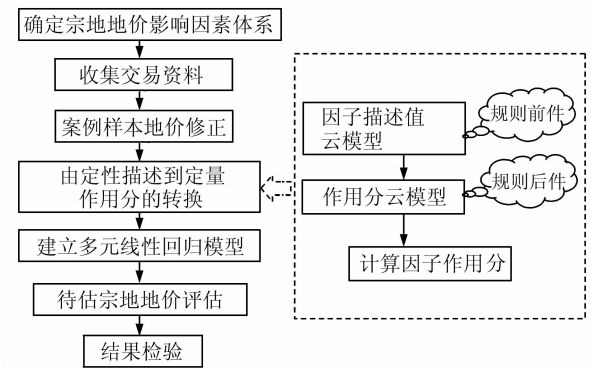 确定宗地地价影响因素体系
收集交易资料
案例样本地价修正
由定性描述到定量
作用分的转换
建立多元线性回归模型
待估宗地地价评估
结果检验
因子描述值
云模型
规则前件
作用分云模型
规则后件
计算因子作用分